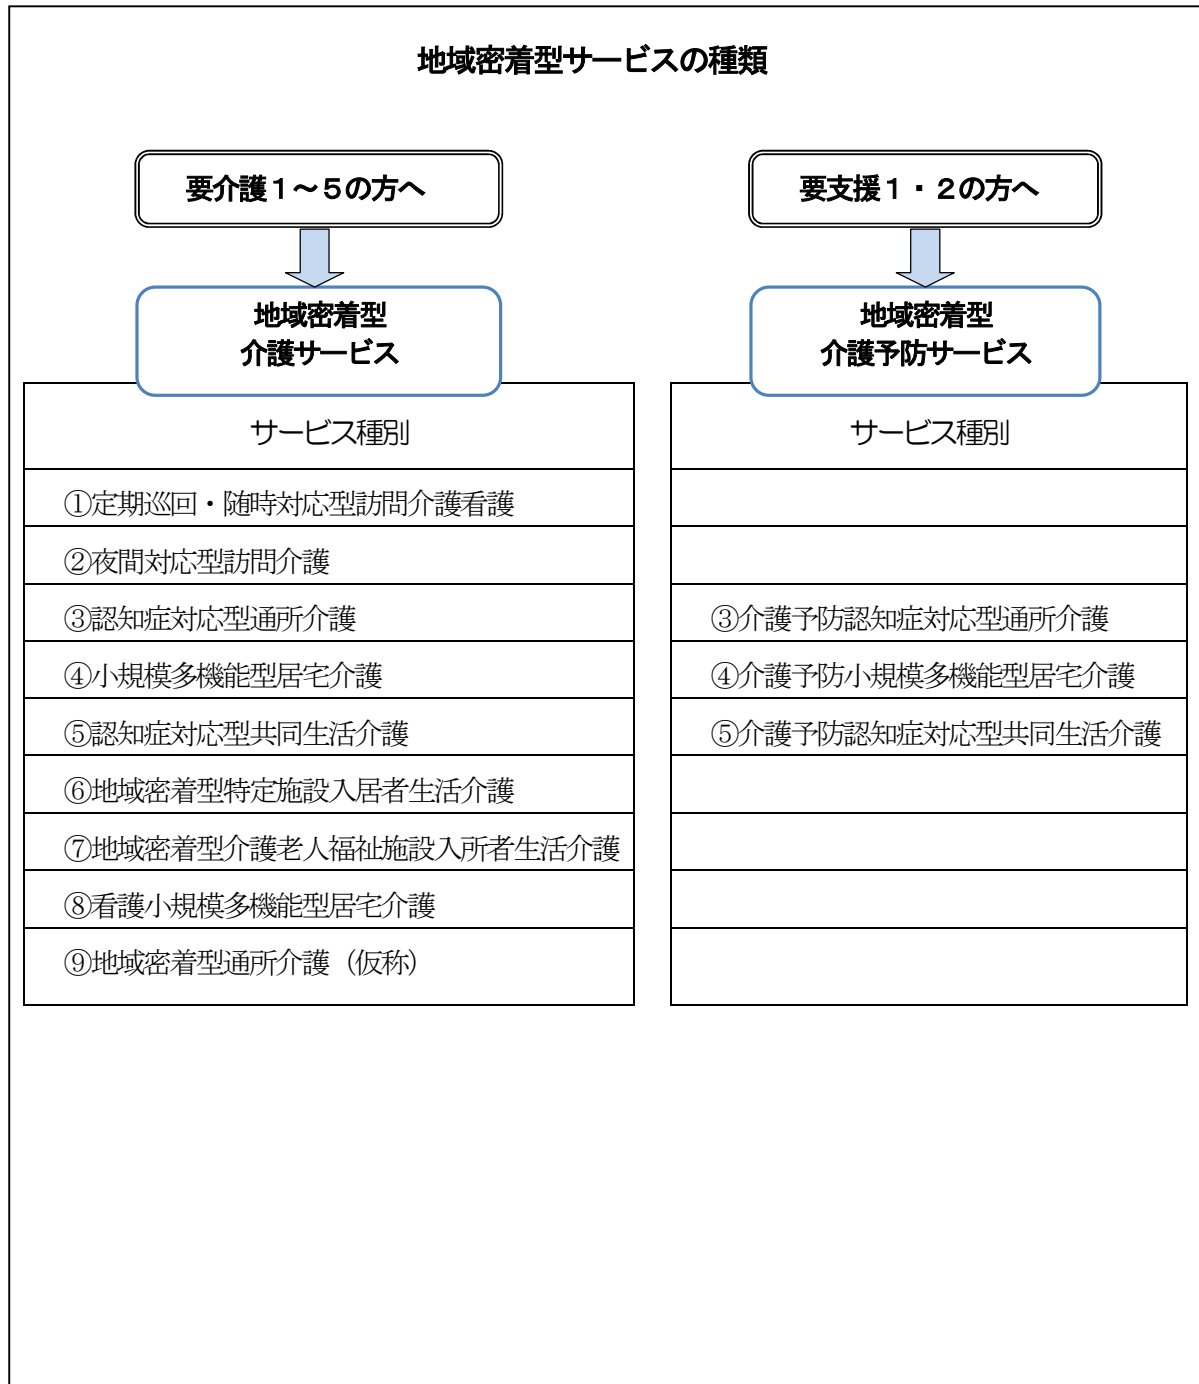 地域密着型サービスの種類
要介護１～５の方へ
地域密着型
介護サービス
サービス種別
①定期巡回・随時対応型訪問介護看護
②夜間対応型訪問介護
③認知症対応型通所介護
④小規模多機能型居宅介護
⑤認知症対応型共同生活介護
⑥地域密着型特定施設入居者生活介護
⑦地域密着型介護老人福祉施設入所者生活介護
⑧看護小規模多機能型居宅介護
⑨地域密着型通所介護（仮称）
要支援１・２の方へ
地域密着型
介護予防サービス
サービス種別
③介護予防認知症対応型通所介護
④介護予防小規模多機能型居宅介護
⑤介護予防認知症対応型共同生活介護